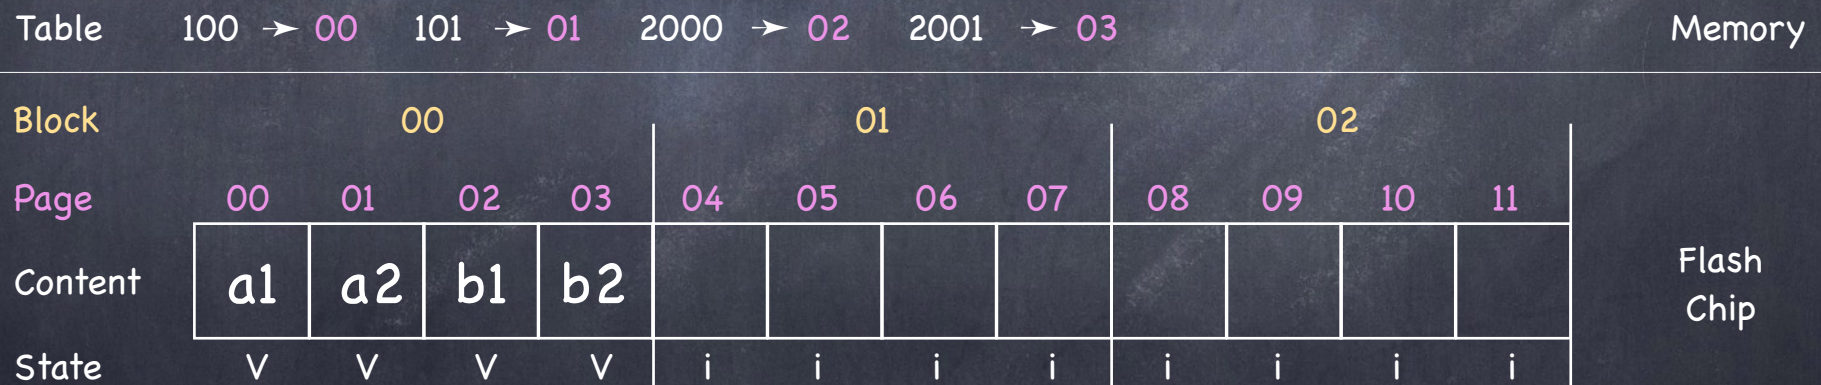 Table 100 → 00 101 → 01 2000 → 02 2001 → 03 Memory
Block 00 01 02
Page 00 01 02 03 04 05 06 07 08 09 10 11
Content a1 a2 b1 b2 Flash Chip
State V V V V i i i i i i i i